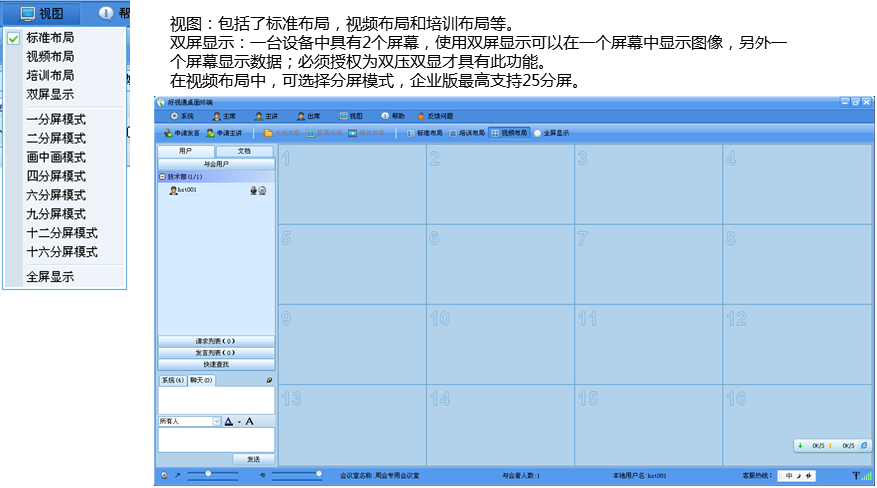 视图
帮
标准布局
视频布局
培训布局
双屏显示
一分屏模式
二分屏模式
画中画模式
四分屏模式
六分屏模式
九分屏模式
十二分屏模式
十六分屏模式
全屏显示
视图：包括了标准布局，视频布局和培训布局等。
双屏显示：一台设备中具有2个屏幕，使用双屏显示可以在一个屏幕中显示图像，另外一
个屏幕显示数据；必须授权为双压双显才具有此功能。
在视频布局中，可选择分屏模式，企业版最高支持25分屏。
好视通桌面终端
系统 主席 主讲 出席 视图 帮助 反馈问题
申请发言 申请主讲 标准布局 培训布局 视频布局 全屏显示
用户 文档
与会用户
技术部(1/1)
hst001
请求列表(0)
发言列表(0)
快速查找
系统(4) 聊天(0)
所有人 A A
发送
1 2 3 4
5 6 7 8
9 10 11 12
13 14 15 16
0K/S 0K/S
会议室名称:周会专用会议室 与会者人数:1 本地用户名:hst001 客服热线: 中